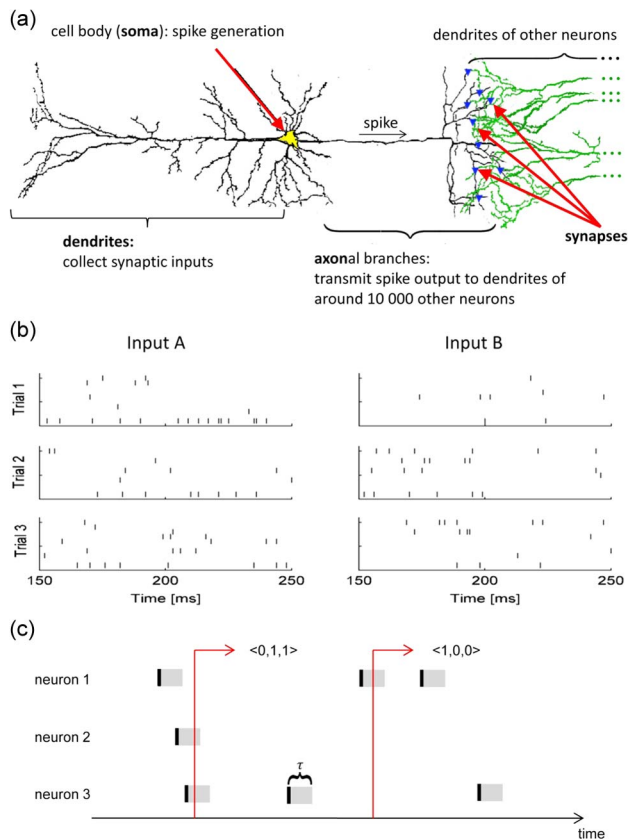 (a)
cell body (soma): spike generation
dendrites of other neurons
spike
synapses
dendrites:
collect synaptic inputs
axonal branches:
transmit spike output to dendrites of
around 10 000 other neurons
(b)
Input A
Input B
Trial 1
Trial 2
Trial 3
150 200 250
150 200 250
Time [ms]
Time [ms]
(c)
<0,1,1>
<1,0,0>
neuron 1
neuron 2
τ
neuron 3
time